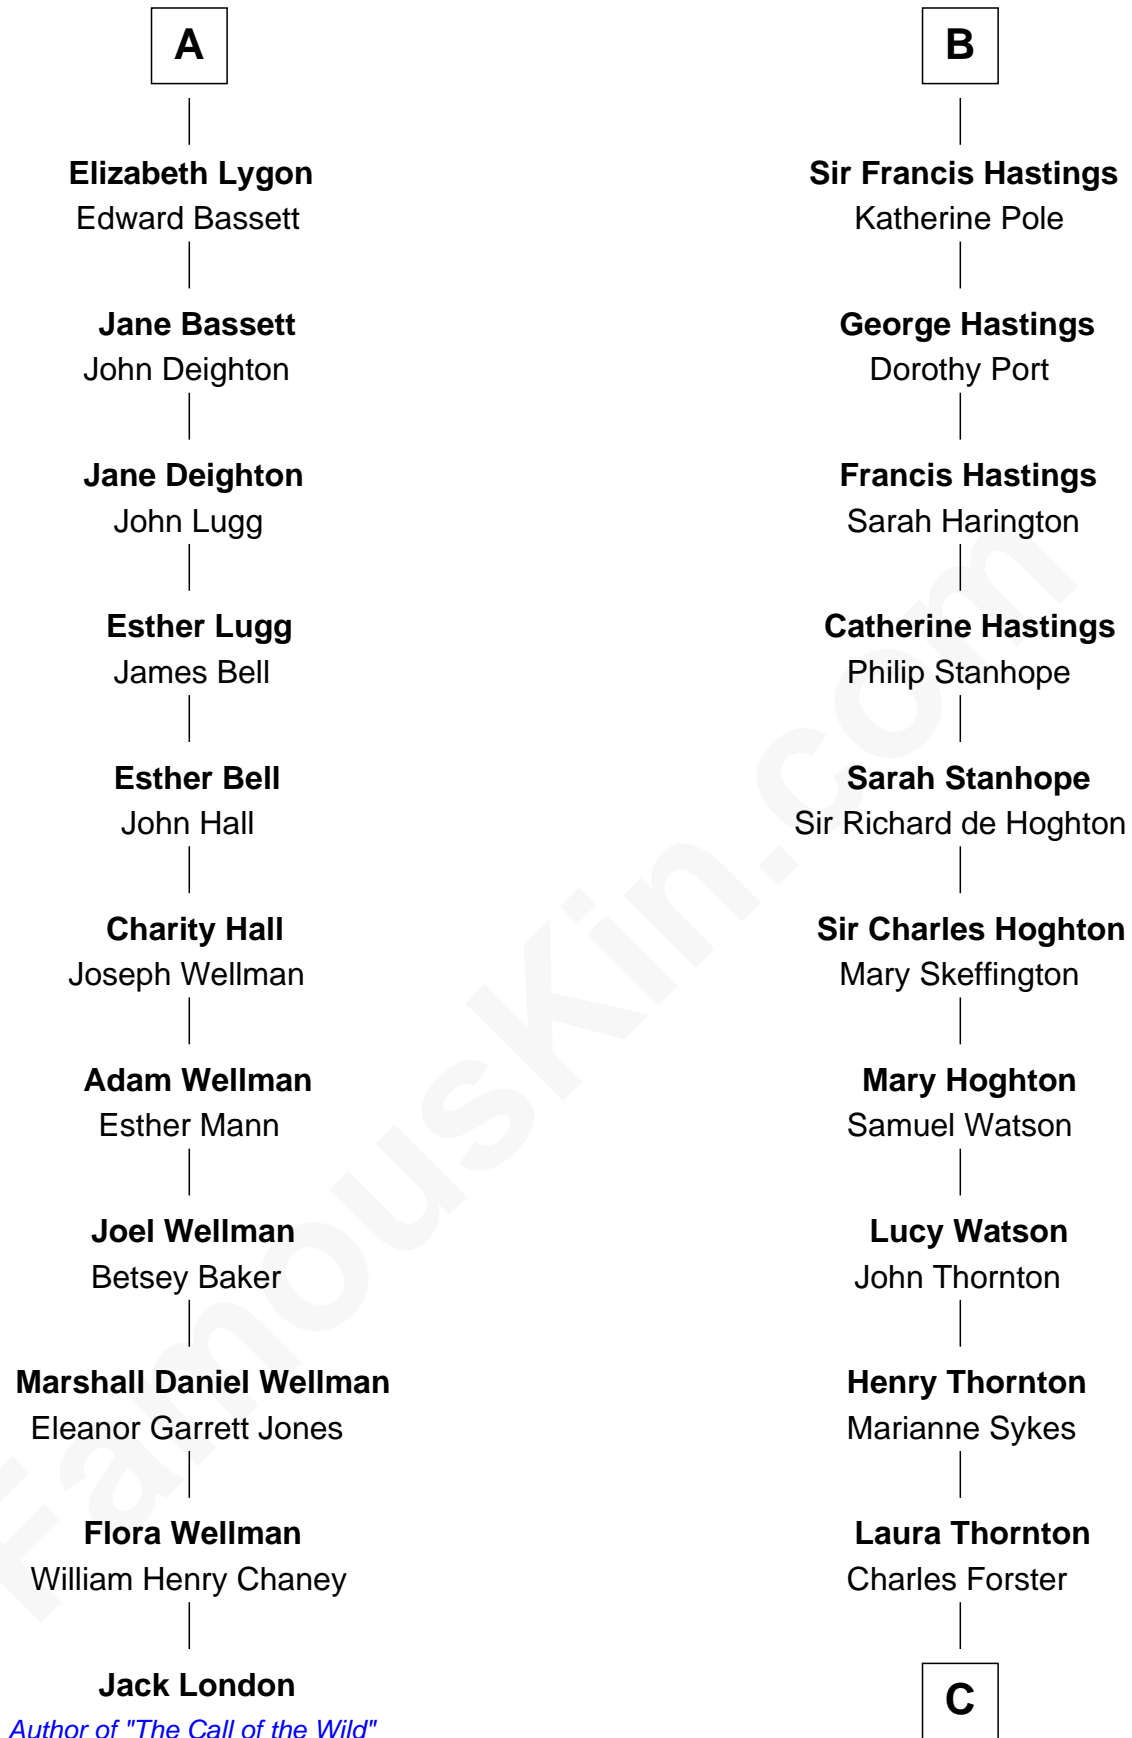 A
Elizabeth Lygon
Edward Bassett
Jane Bassett
John Deighton
Jane Deighton
John Lugg
Esther Lugg
James Bell
Esther Bell
John Hall
Charity Hall
Joseph Wellman
Adam Wellman
Esther Mann
Joel Wellman
Betsey Baker
Marshall Daniel Wellman
Eleanor Garrett Jones
Flora Wellman
William Henry Chaney
Jack London
Author of "The Call of the Wild"
B
Sir Francis Hastings
Katherine Pole
George Hastings
Dorothy Port
Francis Hastings
Sarah Harington
Catherine Hastings
Philip Stanhope
Sarah Stanhope
Sir Richard de Hoghton
Sir Charles Hoghton
Mary Skeffington
Mary Hoghton
Samuel Watson
Lucy Watson
John Thornton
Henry Thornton
Marianne Sykes
Laura Thornton
Charles Forster
C
FamousKin.com